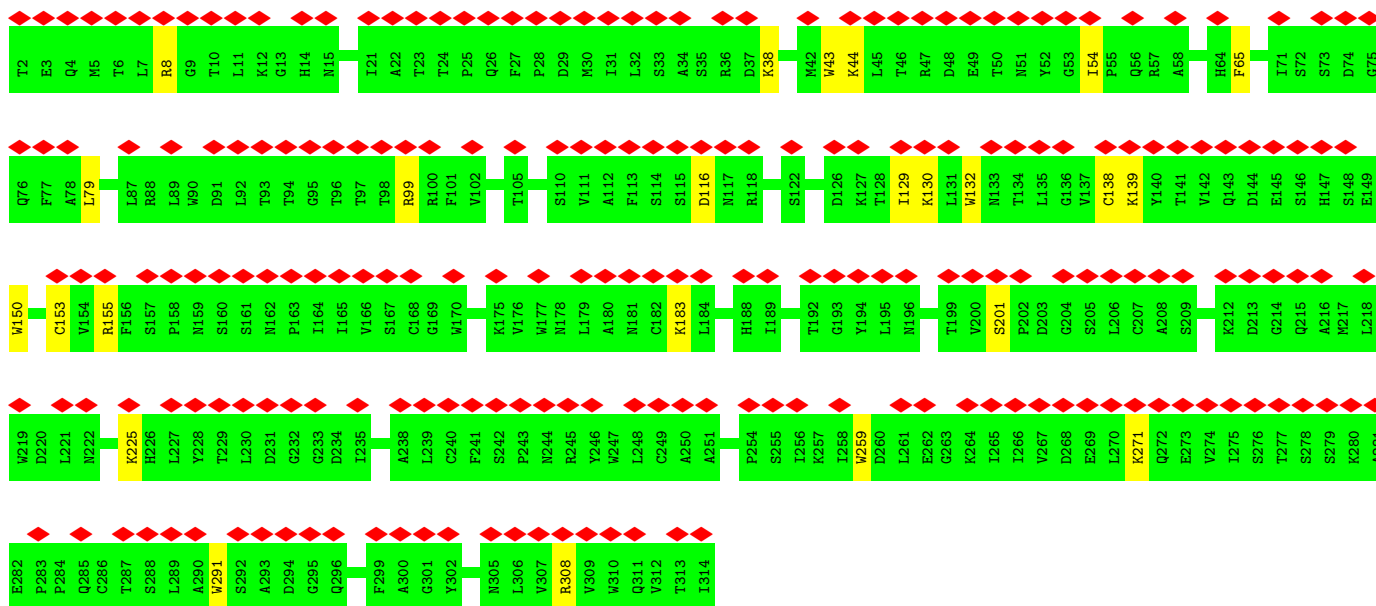 T2 E3 Q4 M5 T6 L7 R8 G9 T10 L11 K12 G13 H14 N15 I21 A22 T23 T24 P25 Q26 F27 P28 D29 M30 I31 L32 S33 A34 S35 R36 D37 K38 M42 W43 K44 L45 T46 R47 D48 E49 T50 N51 Y52 G53 I54 P55 Q56 R57 A58 H64 F65 I71 S72 S73 D74 G75
Q76 F77 A78 L79 L87 R88 L89 W90 D91 L92 T93 T94 G95 T96 T97 T98 R99 R100 F101 V102 T105 S110 V111 A112 F113 S114 S115 D116 N117 R118 S122 D126 K127 T128 I129 K130 L131 W132 N133 T134 L135 G136 V137 C138 K139 Y140 T141 V142 Q143 D144 E145 S146 H147 S148 E149
W150 C153 V154 R155 F156 S157 P158 N159 S160 S161 N162 P163 I164 I165 V166 S167 C168 G169 W170 K175 V176 W177 N178 L179 A180 N181 C182 K183 L184 H188 I189 T192 G193 Y194 L195 N196 T199 V200 S201 P202 D203 G204 S205 L206 C207 A208 S209 K212 D213 G214 Q215 A216 M217 L218
W219 D220 L221 N222 K225 H226 L227 Y228 T229 L230 D231 G232 G233 D234 I235 A238 L239 C240 F241 S242 P243 N244 R245 Y246 W247 L248 C249 A250 A251 P254 S255 I256 K257 I258 W259 D260 L261 E262 G263 K264 I265 I266 V267 D268 E269 L270 K271 Q272 E273 V274 I275 S276 T277 S278 S279 K280
E282 P283 P284 Q285 C286 T287 S288 L289 A290 W291 S292 A293 D294 G295 Q296 F299 A300 G301 Y302 N305 L306 V307 R308 V309 W310 Q311 V312 T313 I314